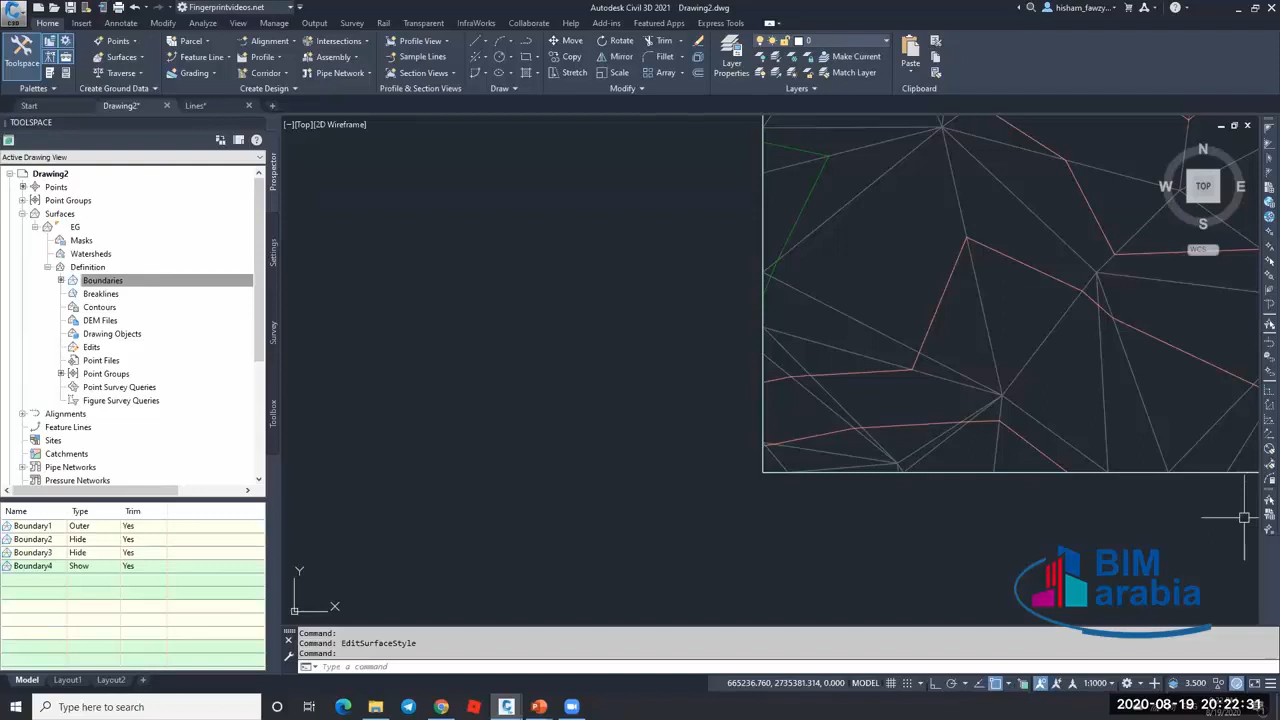 C3D Fingerprintvideos.net Autodesk Civil 3D 2021 Drawing2.dwg hisham_fawzy...
Home Insert Annotate Modify Analyze View Manage Output Survey Rail Transparent InfraWorks Collaborate Help Add-ins Featured Apps Express Tools
Toolspace
Palettes
Points
Surfaces
Traverse
Create Ground Data
Parcel
Feature Line
Grading
Alignment
Profile
Corridor
Intersections
Assembly
Pipe Network
Create Design
Profile View
Sample Lines
Section Views
Profile & Section Views
Draw
Move Rotate Trim
Copy Mirror Fillet
Stretch Scale Array
Modify
Layer
Properties
0
Make Current
Match Layer
Layers
Paste
Clipboard
Start Drawing2* Lines*
TOOLSPACE
Active Drawing View
Drawing2
Points
Point Groups
Surfaces
EG
Masks
Watersheds
Definition
Boundaries
Breaklines
Contours
DEM Files
Drawing Objects
Edits
Point Files
Point Groups
Point Survey Queries
Figure Survey Queries
Alignments
Feature Lines
Sites
Catchments
Pipe Networks
Pressure Networks
Prospector
Settings
Survey
Toolbox
Name Type Trim
Boundary1 Outer Yes
Boundary2 Hide Yes
Boundary3 Hide Yes
Boundary4 Show Yes
[−][Top][2D Wireframe]
N
W TOP E
S
WCS
Y
X
BIM
arabia
Command:
Command: EditSurfaceStyle
Command:
Type a command
Model Layout1 Layout2 +
665236.760, 2735381.314, 0.000 MODEL 1:1000 3.500
Type here to search
2020-08-19 20:22:31